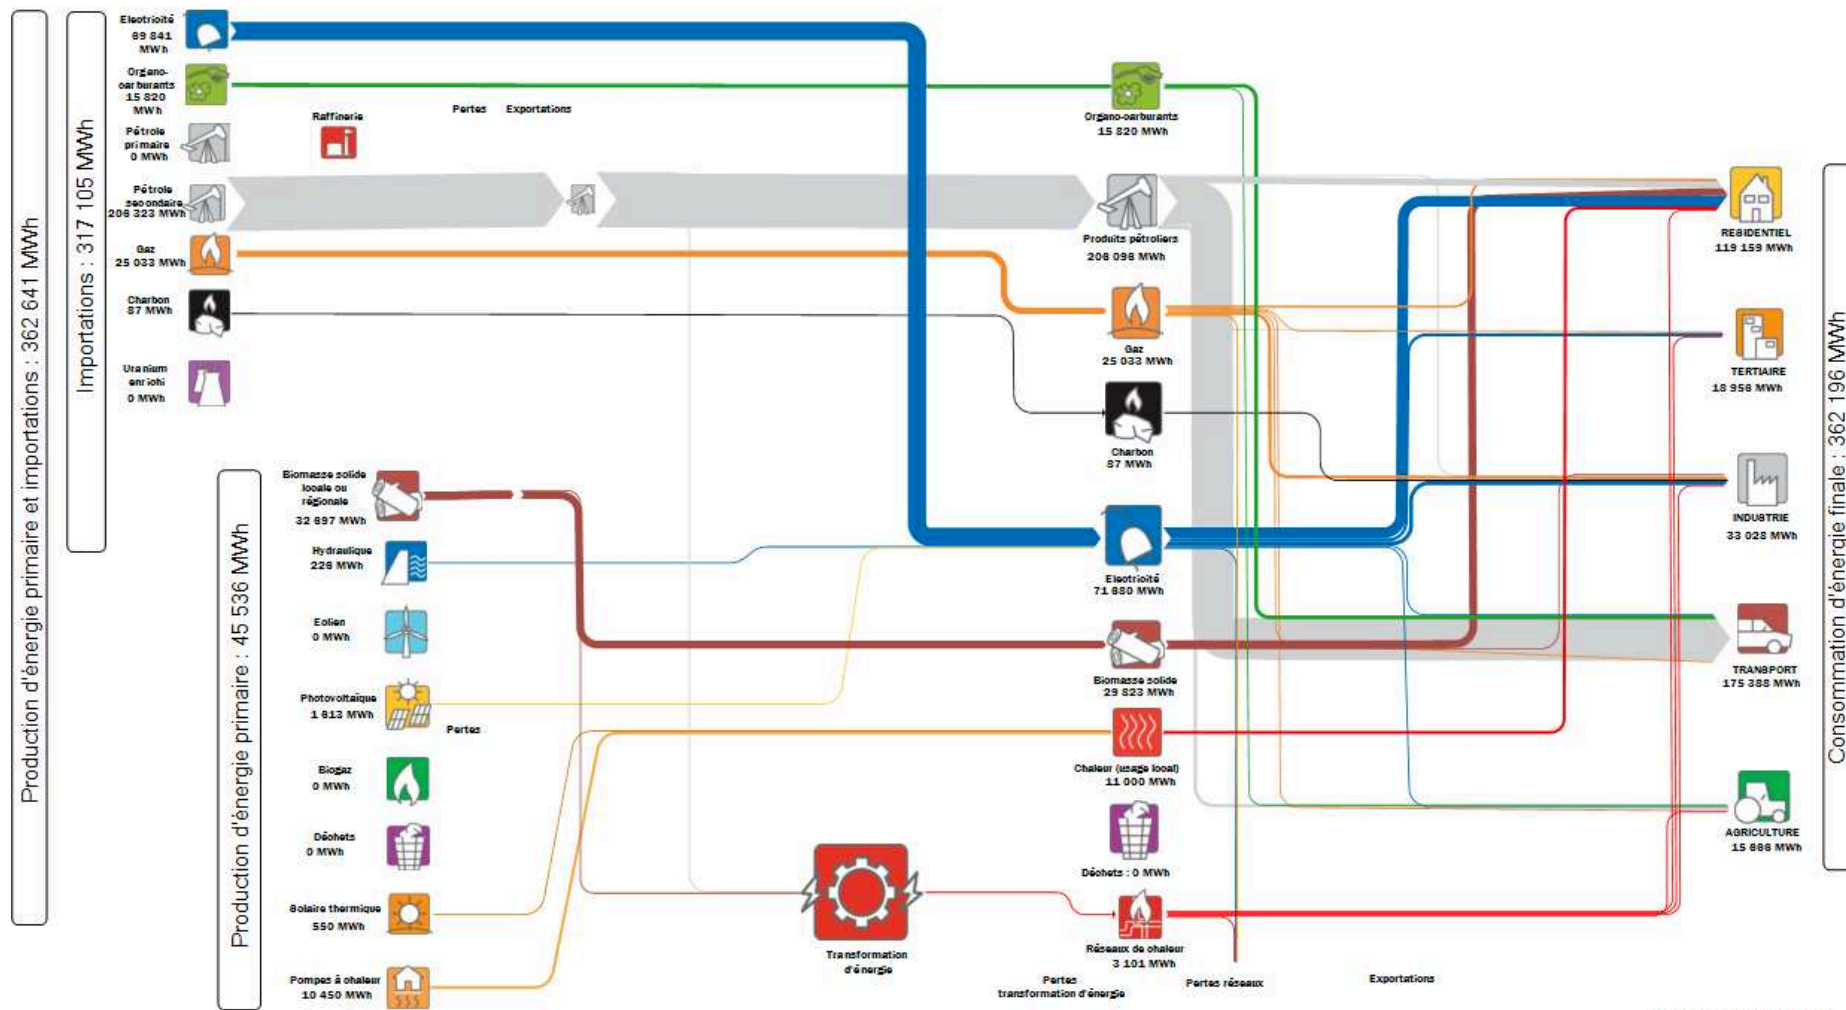 Production d'énergie primaire et importations : 362 641 MWh
Importations : 317 105 MWh
Electricité
69 841
MWh
Organo-
carburants
15 820
MWh
Pétrole
primaire
0 MWh
Pétrole
secondaire
206 323 MWh
Gaz
25 033 MWh
Charbon
87 MWh
Uranium
enrichi
0 MWh
Raffinerie
Pertes
Exportations
Production d'énergie primaire : 45 536 MWh
Biomasse solide
locale ou
régionale
32 697 MWh
Hydraulique
226 MWh
Eolien
0 MWh
Photovoltaïque
1 613 MWh
Pertes
Biogaz
0 MWh
Déchets
0 MWh
Solaire thermique
550 MWh
Pompes à chaleur
10 450 MWh
Transformation
d'énergie
Organo-carburants
15 820 MWh
Produits pétroliers
206 096 MWh
Gaz
25 033 MWh
Charbon
87 MWh
Electricité
71 680 MWh
Biomasse solide
29 823 MWh
Chaleur (usage local)
11 000 MWh
Déchets : 0 MWh
Réseaux de chaleur
3 101 MWh
Pertes
transformation d'énergie
Pertes réseaux
Exportations
RESIDENTIEL
119 159 MWh
TERTIAIRE
18 956 MWh
INDUSTRIE
33 028 MWh
TRANSPORT
175 388 MWh
AGRICULTURE
15 666 MWh
Consommation d'énergie finale : 362 196 MWh